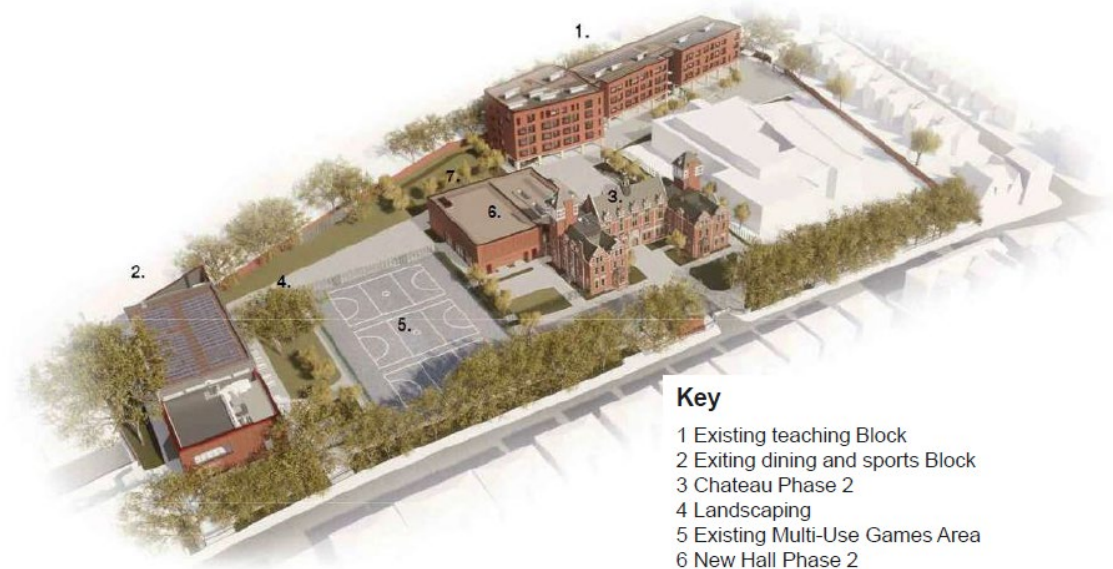 1.
7.
3.
6.
2.
4.
5.
Key
1 Existing teaching Block
2 Exiting dining and sports Block
3 Chateau Phase 2
4 Landscaping
5 Existing Multi-Use Games Area
6 New Hall Phase 2